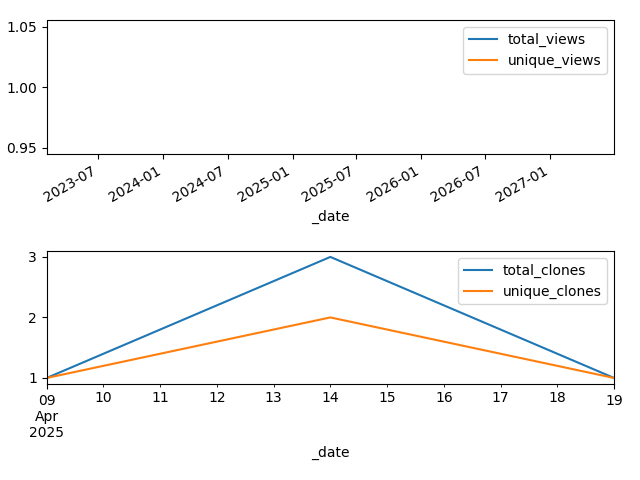 1.05
1.00
0.95
total_views
unique_views
2023-07
2024-01
2024-07
2025-01
2025-07
2026-01
2026-07
2027-01
_date
3
2
1
total_clones
unique_clones
09 10 11 12 13 14 15 16 17 18 19
Apr
2025
_date